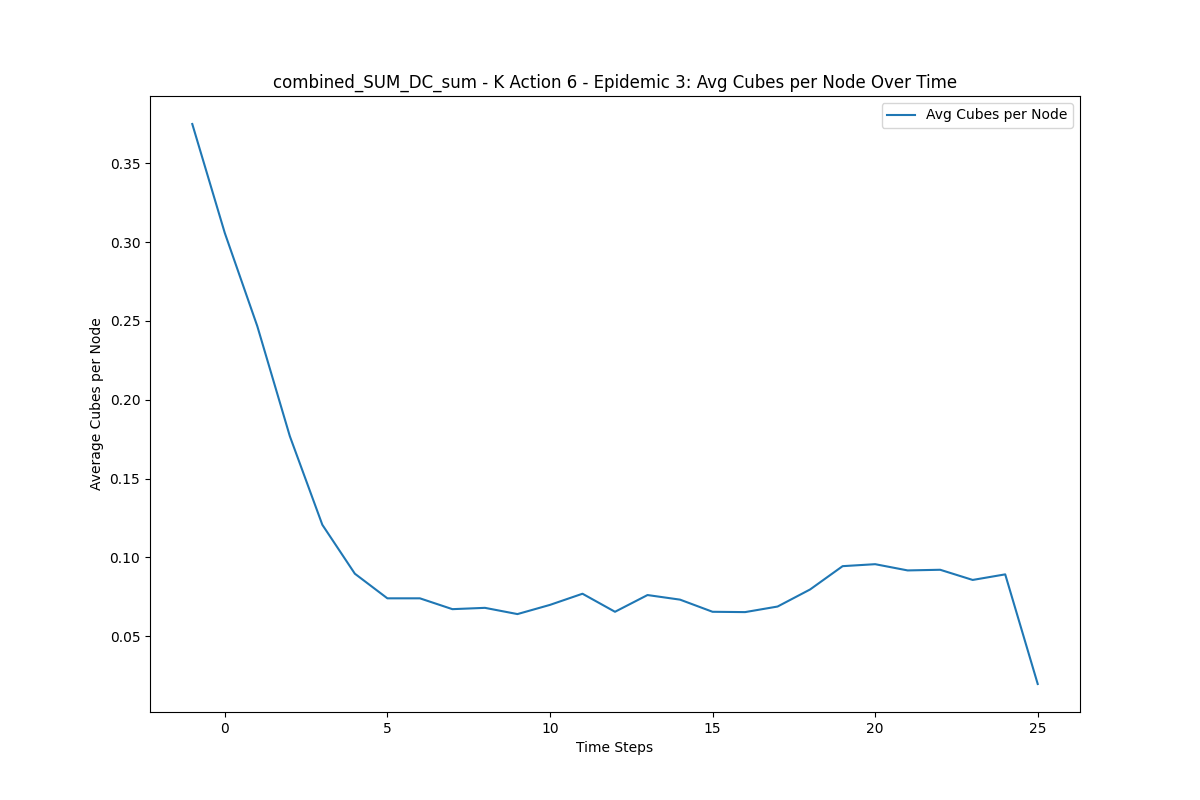 combined_SUM_DC_sum - K Action 6 - Epidemic 3: Avg Cubes per Node Over Time
Avg Cubes per Node
0.35
0.30
0.25
0.20
0.15
0.10
0.05
Average Cubes per Node
0 5 10 15 20 25
Time Steps